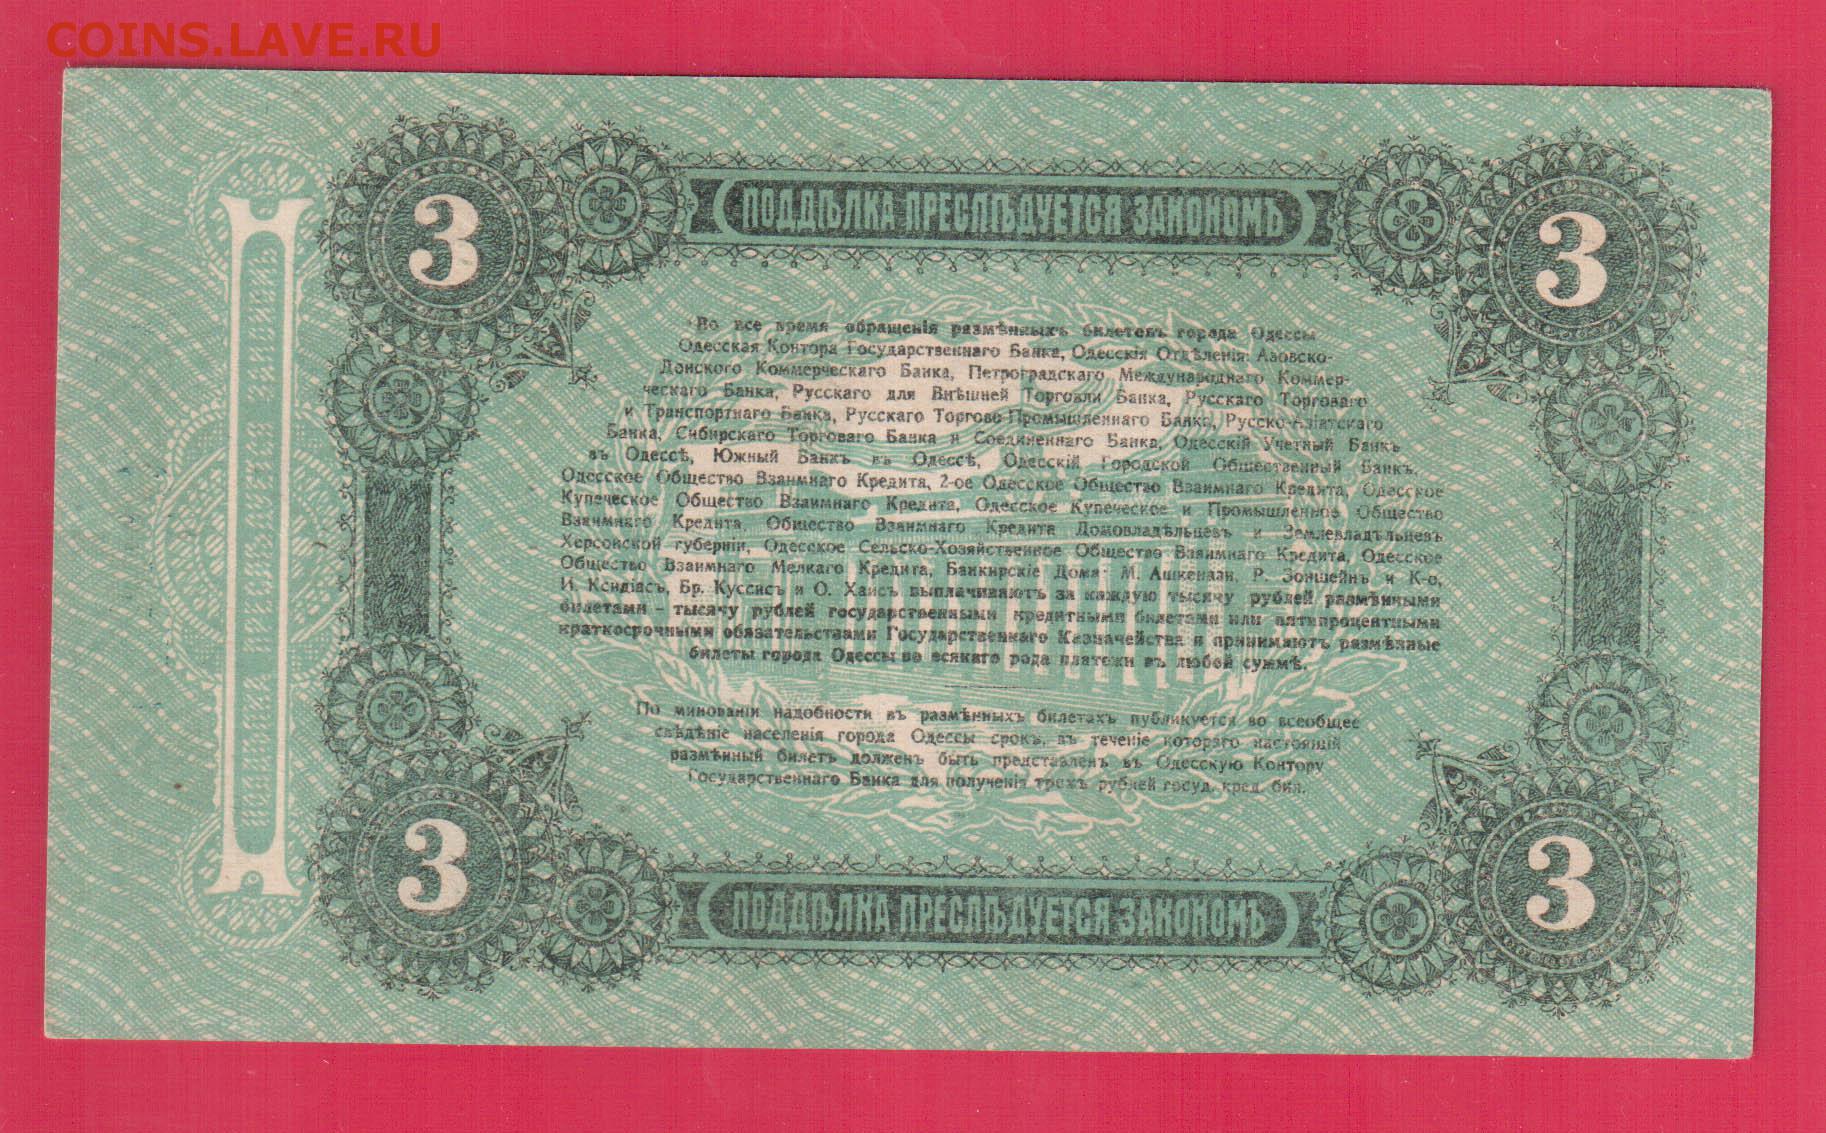 COINS.LAVE.RU
3 ПОДДѢЛКА ПРЕСЛѢДУЕТСЯ ЗАКОНОМЪ 3
Во все время обращенія размѣнныхъ билетовъ города Одессы
Одесская Контора Государственнаго Банка, Одесскія Отдѣленія: Азовско-
Донского Коммерческаго Банка, Петроградскаго Международнаго Коммер-
ческаго Банка, Русскаго для Внѣшней Торговли Банка, Русскаго Торговаго
и Транспортнаго Банка, Русскаго Торгово-Промышленнаго Банка, Русско-Азіатскаго
Банка, Сибирскаго Торговаго Банка и Соединеннаго Банка, Одесскій Учетный Банкъ
въ Одессѣ, Южный Банкъ въ Одессѣ, Одесскій Городской Общественный Банкъ,
Одесское Общество Взаимнаго Кредита, 2-ое Одесское Общество Взаимнаго Кредита, Одесское
Купеческое Общество Взаимнаго Кредита, Одесское Купеческое и Промышленное Общество
Взаимнаго Кредита, Общество Взаимнаго Кредита Домовладѣльцевъ и Землевладѣльцевъ
Херсонской губерніи, Одесское Сельско-Хозяйственное Общество Взаимнаго Кредита, Одесское
Общество Взаимнаго Мелкаго Кредита, Банкирскіе Дома: М. Ашкенази, Р. Зоншейнъ и К-о,
И. Ксидіасъ, Бр. Куссисъ и О. Хаисъ выплачиваютъ за каждую тысячу рублей размѣнными
билетами — тысячу рублей государственными кредитными билетами или пятипроцентными
краткосрочными обязательствами Государственнаго Казначейства и принимаютъ размѣнные
билеты города Одессы во всякаго рода платежи въ любой суммѣ.
По минованіи надобности въ размѣнныхъ билетахъ публикуется во всеобщее
свѣдѣніе населенія города Одессы срокъ, въ теченіе котораго настоящій
размѣнный билетъ долженъ быть представленъ въ Одесскую Контору
Государственнаго Банка для полученія трехъ рублей госуд. кред. бил.
3 ПОДДѢЛКА ПРЕСЛѢДУЕТСЯ ЗАКОНОМЪ 3